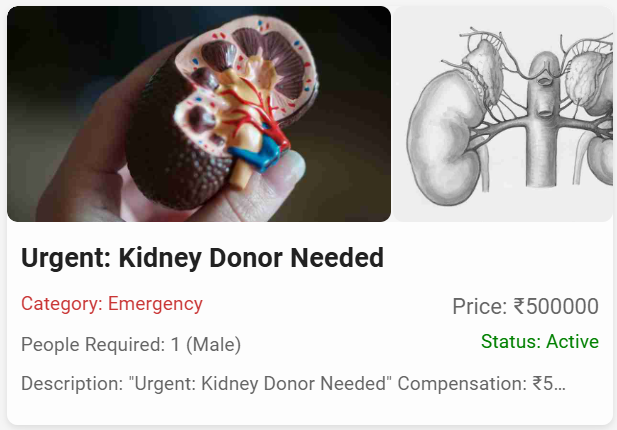 Urgent: Kidney Donor Needed
Category: Emergency
Price: ₹500000
People Required: 1 (Male)
Status: Active
Description: "Urgent: Kidney Donor Needed" Compensation: ₹5...